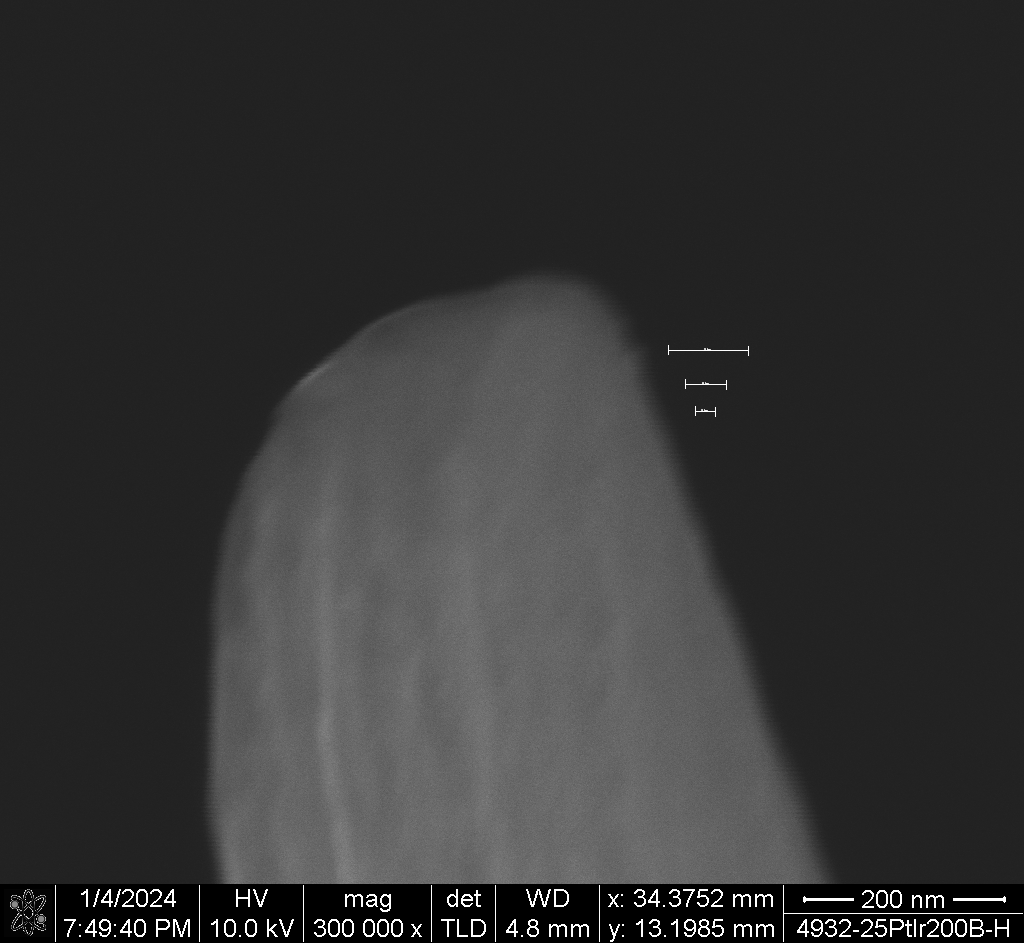 1/4/2024
7:49:40 PM
HV
10.0 kV
mag
300 000 x
det
TLD
WD
4.8 mm
x: 34.3752 mm
y: 13.1985 mm
200 nm
4932-25PtIr200B-H